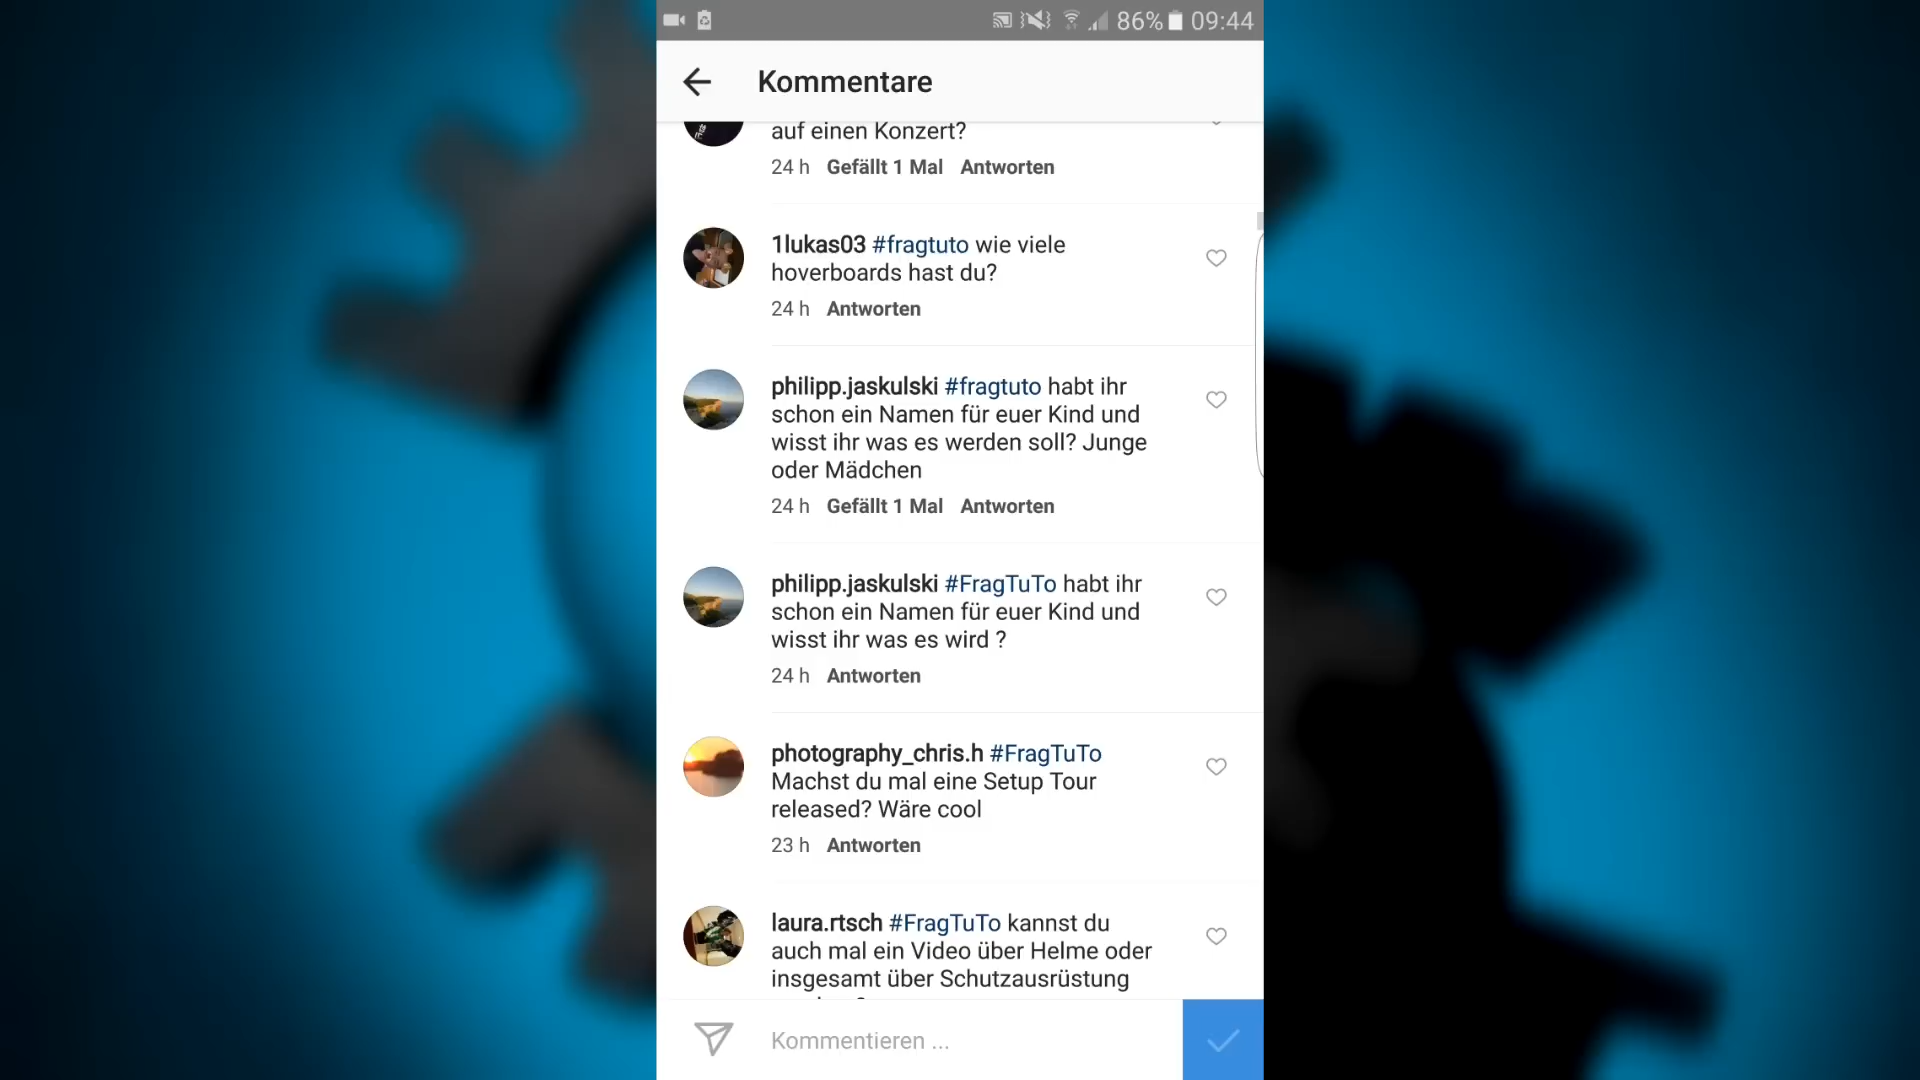 86% 09:44
Kommentare
auf einen Konzert?
24 h Gefällt 1 Mal Antworten
1lukas03 #fragtuto wie viele
hoverboards hast du?
24 h Antworten
philipp.jaskulski #fragtuto habt ihr
schon ein Namen für euer Kind und
wisst ihr was es werden soll? Junge
oder Mädchen
24 h Gefällt 1 Mal Antworten
philipp.jaskulski #FragTuTo habt ihr
schon ein Namen für euer Kind und
wisst ihr was es wird ?
24 h Antworten
photography_chris.h #FragTuTo
Machst du mal eine Setup Tour
released? Wäre cool
23 h Antworten
laura.rtsch #FragTuTo kannst du
auch mal ein Video über Helme oder
insgesamt über Schutzausrüstung
Kommentieren ...